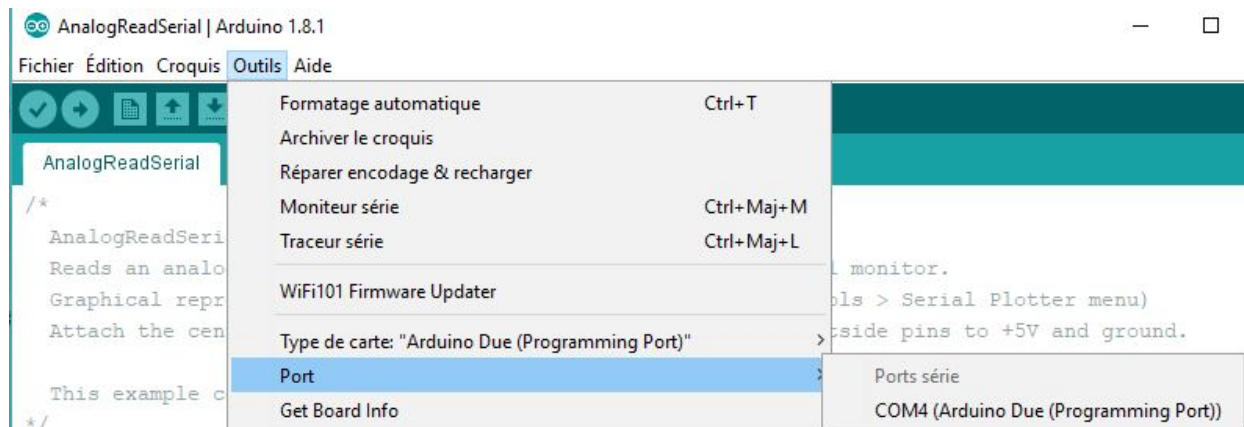 AnalogReadSerial | Arduino 1.8.1
Fichier Édition Croquis Outils Aide
AnalogReadSerial
Formatage automatique Ctrl+T
Archiver le croquis
Réparer encodage & recharger
Moniteur série Ctrl+Maj+M
Traceur série Ctrl+Maj+L
WiFi101 Firmware Updater
Type de carte: "Arduino Due (Programming Port)"
Port
Get Board Info
Ports série
COM4 (Arduino Due (Programming Port))
/*
AnalogReadSeri
Reads an analo l monitor.
Graphical repr ols > Serial Plotter menu)
Attach the cen tside pins to +5V and ground.
This example c
*/